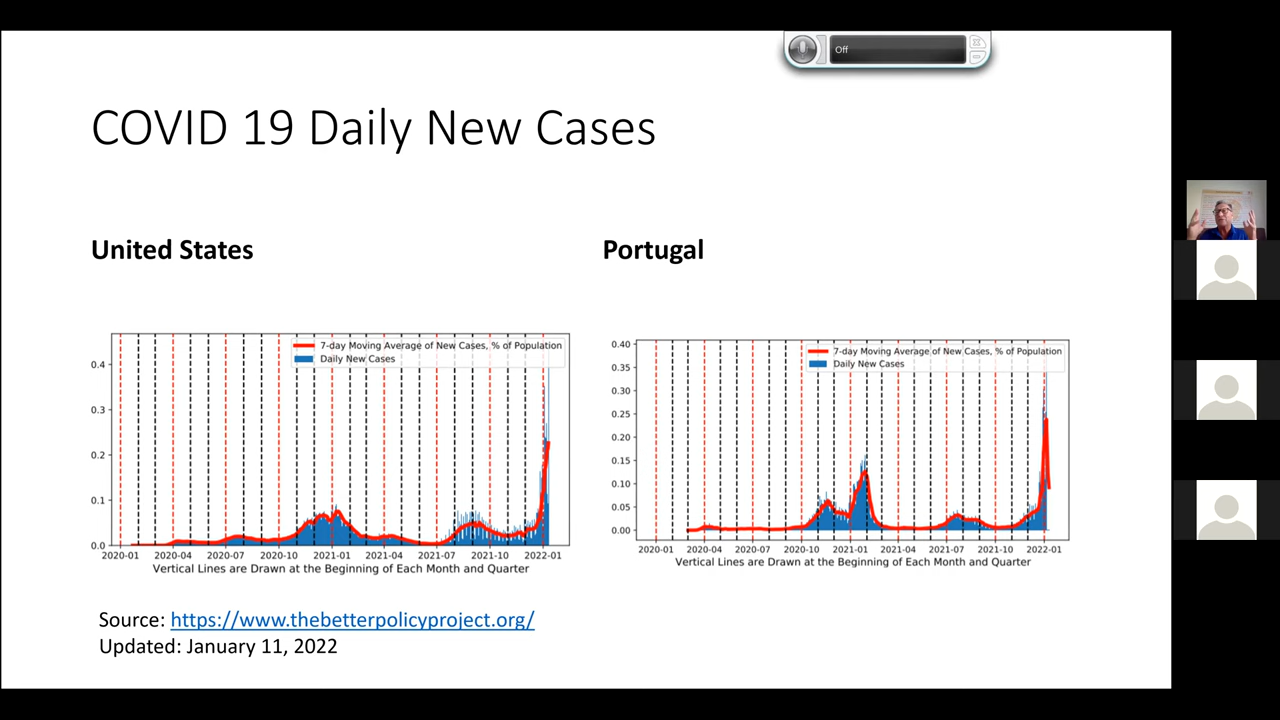 Off
COVID 19 Daily New Cases
United States
Portugal
7-day Moving Average of New Cases, % of Population
Daily New Cases
0.4
0.3
0.2
0.1
0.0
2020-01 2020-04 2020-07 2020-10 2021-01 2021-04 2021-07 2021-10 2022-01
Vertical Lines are Drawn at the Beginning of Each Month and Quarter
7-day Moving Average of New Cases, % of Population
Daily New Cases
0.40
0.35
0.30
0.25
0.20
0.15
0.10
0.05
0.00
2020-01 2020-04 2020-07 2020-10 2021-01 2021-04 2021-07 2021-10 2022-01
Vertical Lines are Drawn at the Beginning of Each Month and Quarter
Source: https://www.thebetterpolicyproject.org/
Updated: January 11, 2022